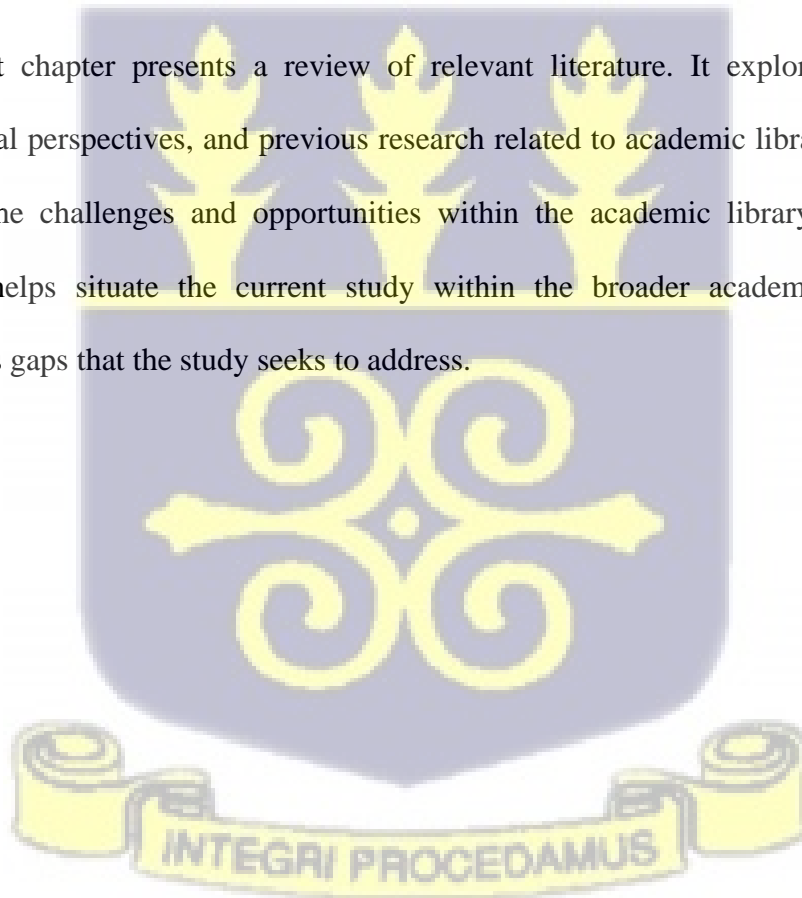 chapter presents a review of relevant literature. It explor
al perspectives, and previous research related to academic libra
he challenges and opportunities within the academic library
helps situate the current study within the broader academ
gaps that the study seeks to address.
INTEGRI PROCEDAMUS